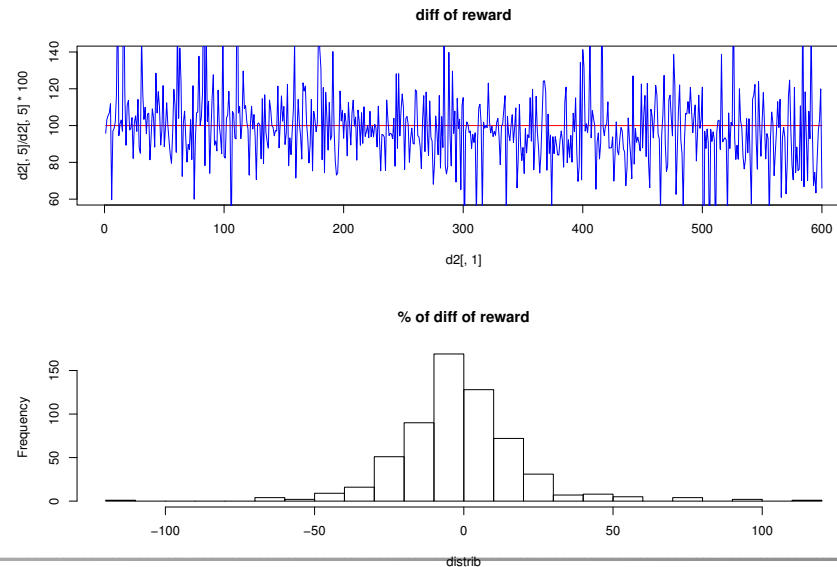 diff of reward
d2[, 5]/d2[, 5] * 100
60 80 100 120 140
0 100 200 300 400 500 600
d2[, 1]
% of diff of reward
Frequency
0 50 100 150
−100 −50 0 50 100
distrib